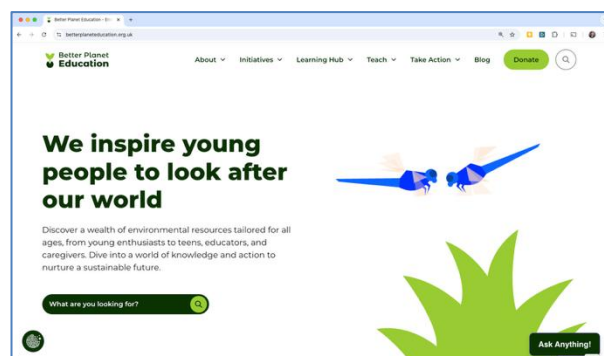 Better Planet Education - En
betterplaneteducation.org.uk
Better Planet
Education
About
Initiatives
Learning Hub
Teach
Take Action
Blog
Donate
We inspire young
people to look after
our world
Discover a wealth of environmental resources tailored for all
ages, from young enthusiasts to teens, educators, and
caregivers. Dive into a world of knowledge and action to
nurture a sustainable future.
What are you looking for?
Ask Anything!